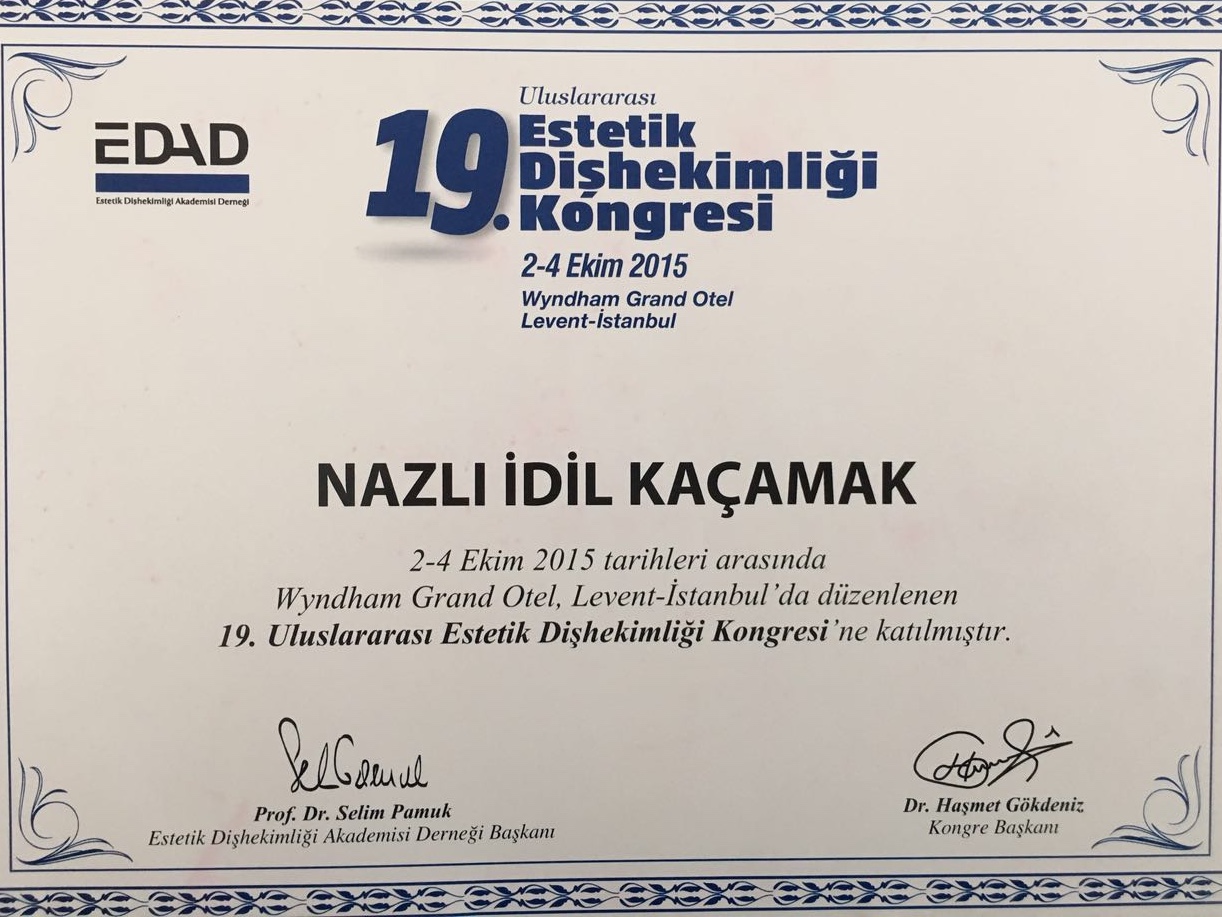 EDAD
Estetik Dişhekimliği Akademisi Derneği
Uluslararası
19. Estetik
Dişhekimliği
Kongresi
2-4 Ekim 2015
Wyndham Grand Otel
Levent-İstanbul
NAZLI İDİL KAÇAMAK
2-4 Ekim 2015 tarihleri arasında
Wyndham Grand Otel, Levent-İstanbul'da düzenlenen
19. Uluslararası Estetik Dişhekimliği Kongresi'ne katılmıştır.
Prof. Dr. Selim Pamuk
Estetik Dişhekimliği Akademisi Derneği Başkanı
Dr. Haşmet Gökdeniz
Kongre Başkanı